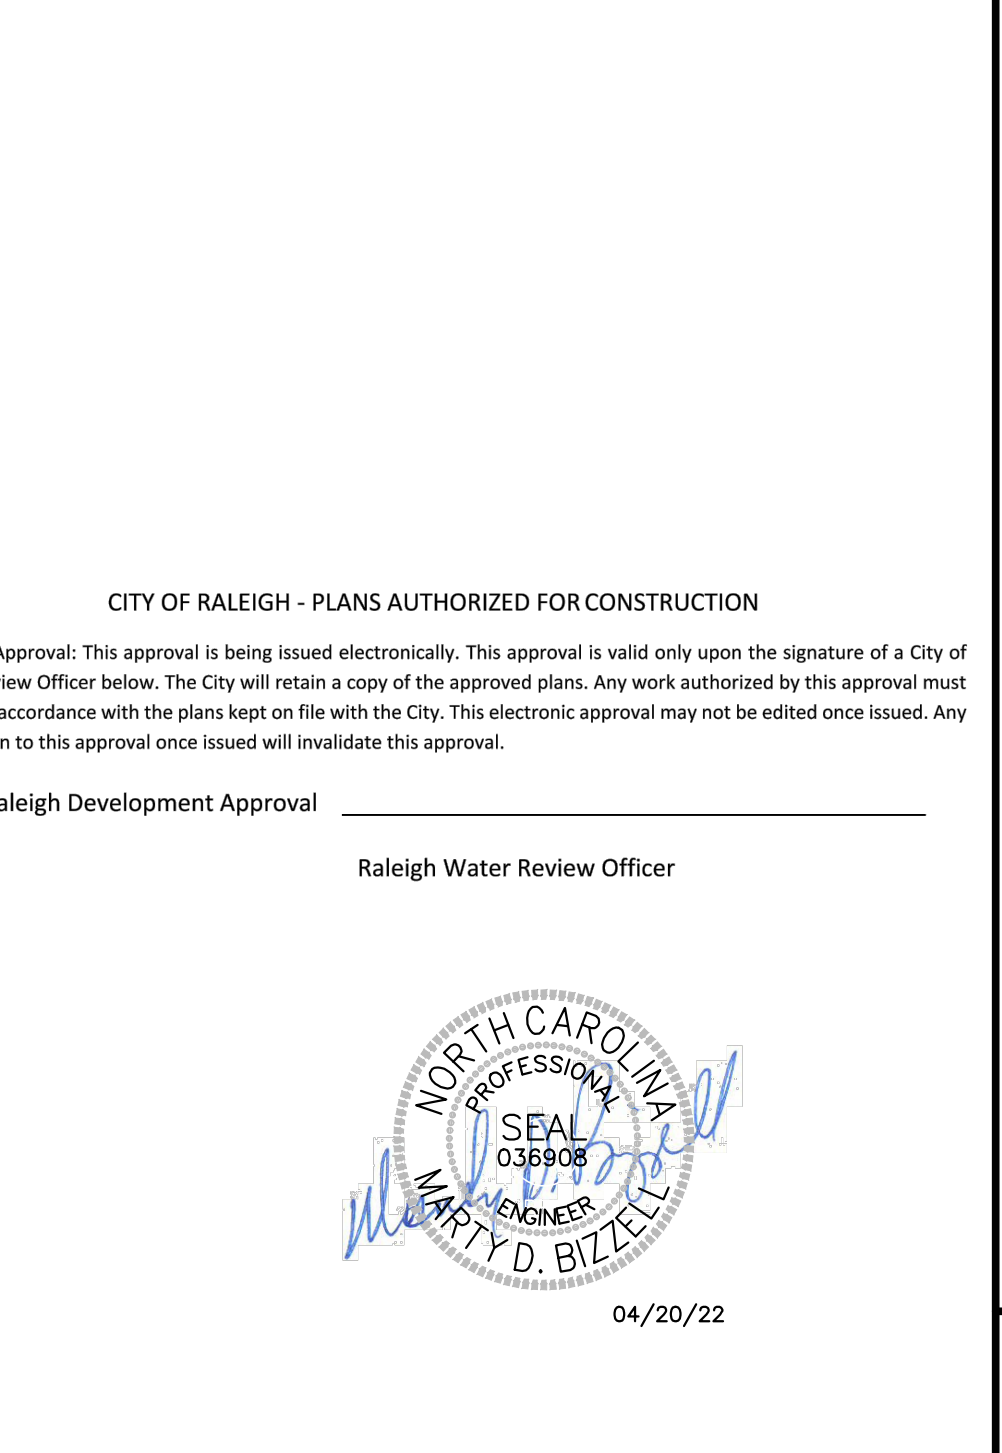 CITY OF RALEIGH - PLANS AUTHORIZED FOR CONSTRUCTION
Approval: This approval is being issued electronically. This approval is valid only upon the signature of a City of
iew Officer below. The City will retain a copy of the approved plans. Any work authorized by this approval must
accordance with the plans kept on file with the City. This electronic approval may not be edited once issued. Any
n to this approval once issued will invalidate this approval.
aleigh Development Approval
Raleigh Water Review Officer
NORTH CAROLINA
PROFESSIONAL
SEAL
036908
ENGINEER
MARTY D. BIZZELL
04/20/22